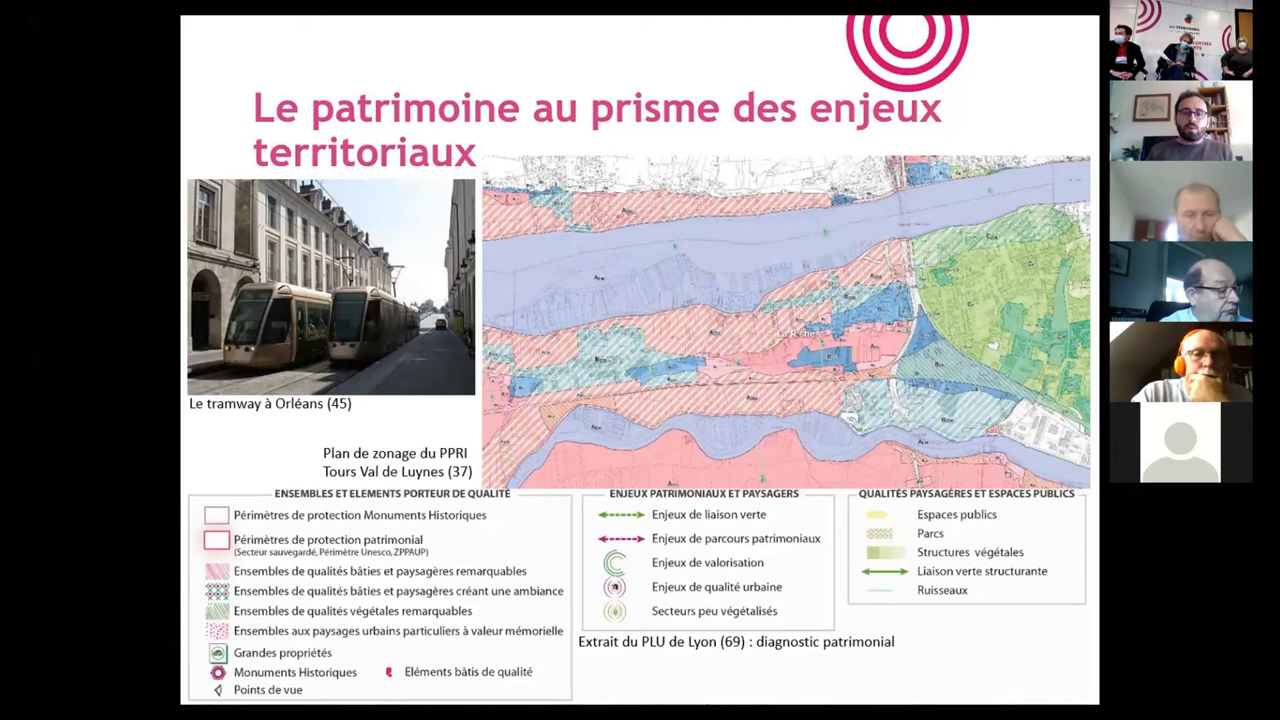 Le patrimoine au prisme des enjeux
territoriaux
Le tramway à Orléans (45)
Plan de zonage du PPRI
Tours Val de Luynes (37)
La Riche
ENSEMBLES ET ELEMENTS PORTEUR DE QUALITÉ
Périmètres de protection Monuments Historiques
Périmètres de protection patrimonial
(Secteur sauvegardé, Périmètre Unesco, ZPPAUP)
Ensembles de qualités bâties et paysagères remarquables
Ensembles de qualités bâties et paysagères créant une ambiance
Ensembles de qualités végétales remarquables
Ensembles aux paysages urbains particuliers à valeur mémorielle
Grandes propriétés
Monuments Historiques
Eléments bâtis de qualité
Points de vue
ENJEUX PATRIMONIAUX ET PAYSAGERS
Enjeux de liaison verte
Enjeux de parcours patrimoniaux
Enjeux de valorisation
Enjeux de qualité urbaine
Secteurs peu végétalisés
QUALITÉS PAYSAGÈRES ET ESPACES PUBLICS
Espaces publics
Parcs
Structures végétales
Liaison verte structurante
Ruisseaux
Extrait du PLU de Lyon (69) : diagnostic patrimonial